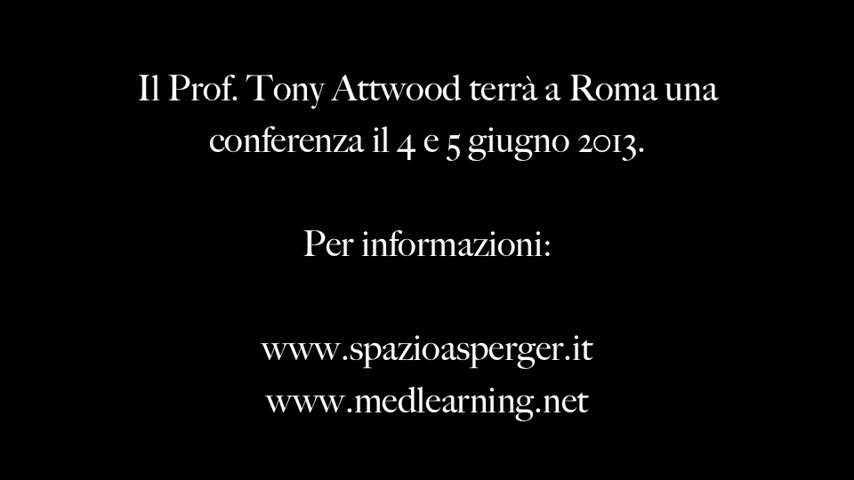 Il Prof. Tony Attwood terrà a Roma una
conferenza il 4 e 5 giugno 2013.
Per informazioni:
www.spazioasperger.it
www.medlearning.net